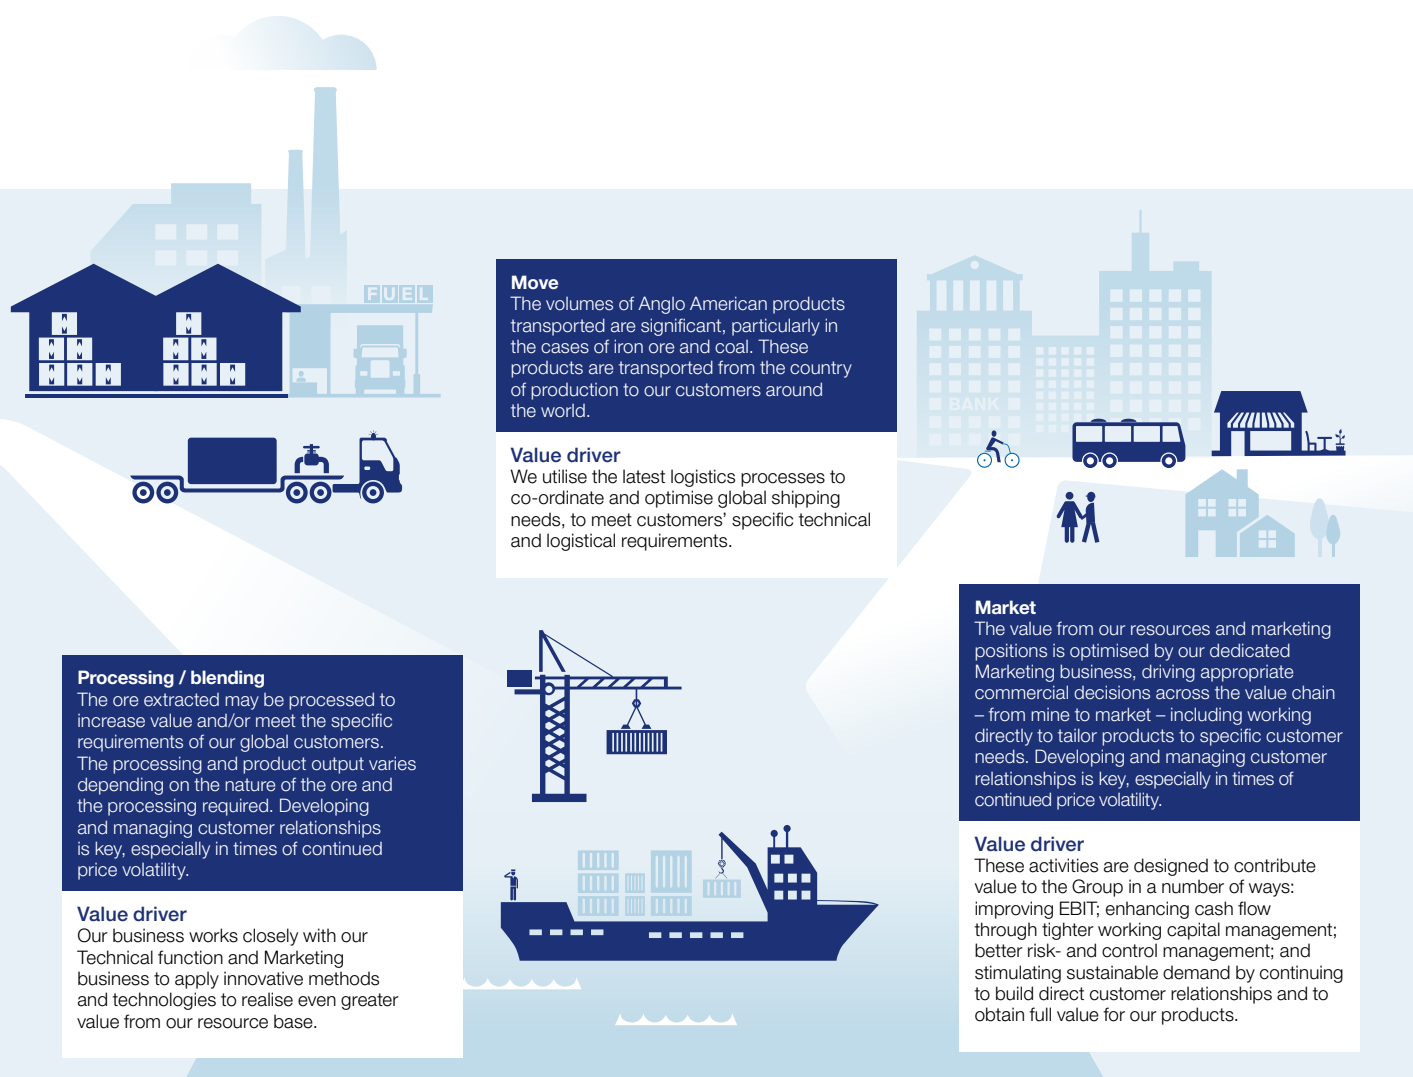 FUEL
BANK
Move
The volumes of Anglo American products
transported are significant, particularly in
the cases of iron ore and coal. These
products are transported from the country
of production to our customers around
the world.
Value driver
We utilise the latest logistics processes to
co-ordinate and optimise global shipping
needs, to meet customers’ specific technical
and logistical requirements.
Processing / blending
The ore extracted may be processed to
increase value and/or meet the specific
requirements of our global customers.
The processing and product output varies
depending on the nature of the ore and
the processing required. Developing
and managing customer relationships
is key, especially in times of continued
price volatility.
Value driver
Our business works closely with our
Technical function and Marketing
business to apply innovative methods
and technologies to realise even greater
value from our resource base.
Market
The value from our resources and marketing
positions is optimised by our dedicated
Marketing business, driving appropriate
commercial decisions across the value chain
– from mine to market – including working
directly to tailor products to specific customer
needs. Developing and managing customer
relationships is key, especially in times of
continued price volatility.
Value driver
These activities are designed to contribute
value to the Group in a number of ways:
improving EBIT; enhancing cash flow
through tighter working capital management;
better risk- and control management; and
stimulating sustainable demand by continuing
to build direct customer relationships and to
obtain full value for our products.